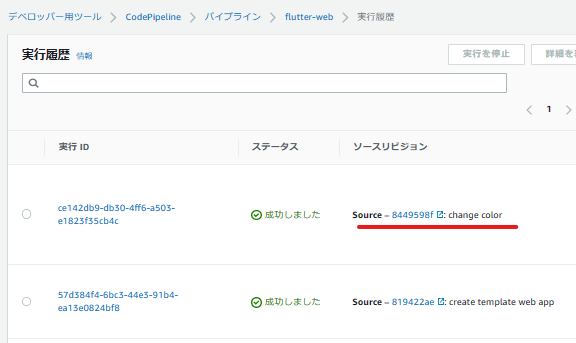 デベロッパー用ツール > CodePipeline > パイプライン > flutter-web > 実行履歴
実行履歴 情報
実行を停止
詳細を
1
実行 ID
ステータス
ソースリビジョン
ce142db9-db30-4ff6-a503-
e1823f35cb4c
成功しました
Source – 8449598f: change color
57d384f4-6bc3-44e3-91b4-
ea13e0824bf8
成功しました
Source – 819422ae: create template web app